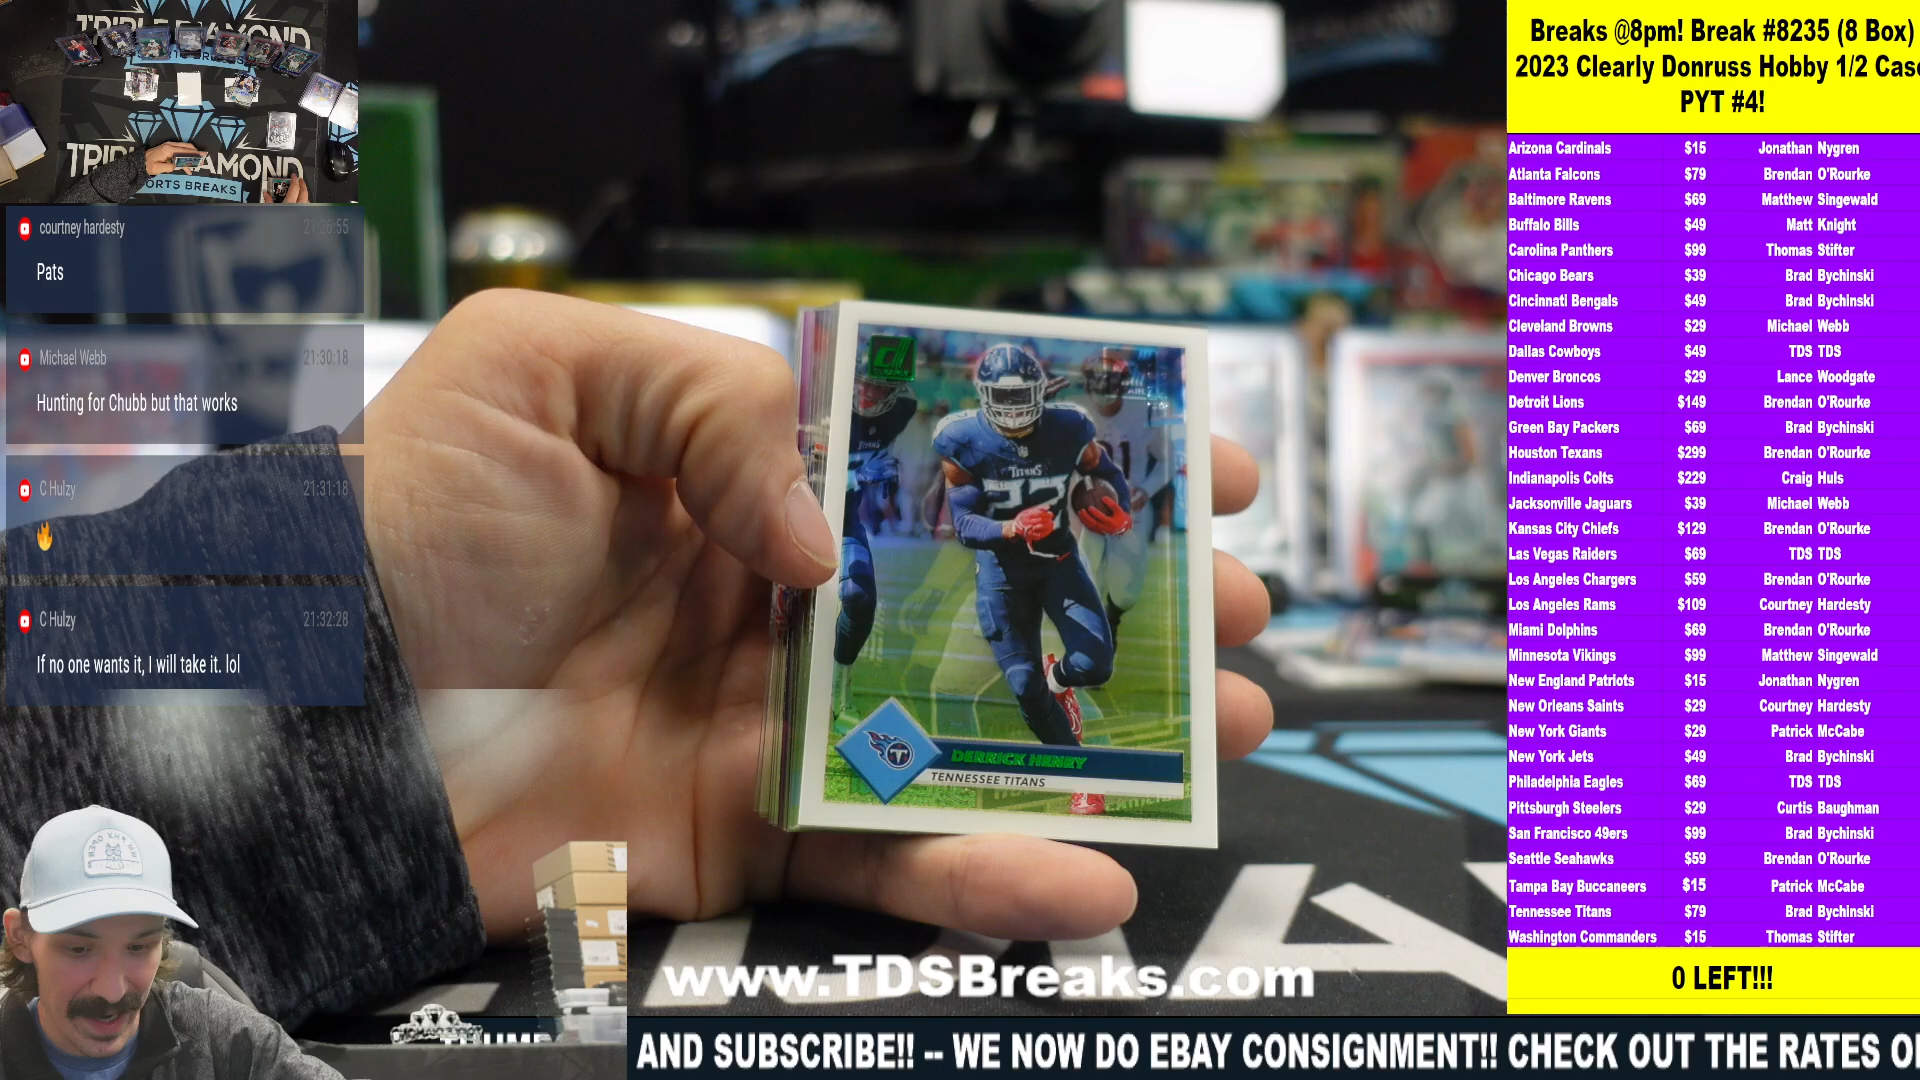 TRIPLE DIAMOND
TRIPLE DIAMOND
SPORTS BREAKS
courtney hardesty 21:26:55
Pats
Michael Webb 21:30:18
Hunting for Chubb but that works
C Hulzy 21:31:18
🔥
C Hulzy 21:32:28
If no one wants it, I will take it. lol
TITANS
22
DERRICK HENRY
TENNESSEE TITANS
www.TDSBreaks.com
AND SUBSCRIBE!! -- WE NOW DO EBAY CONSIGNMENT!! CHECK OUT THE RATES O
Breaks @8pm! Break #8235 (8 Box)
2023 Clearly Donruss Hobby 1/2 Cas
PYT #4!
Arizona Cardinals $15 Jonathan Nygren
Atlanta Falcons $79 Brendan O'Rourke
Baltimore Ravens $69 Matthew Singewald
Buffalo Bills $49 Matt Knight
Carolina Panthers $99 Thomas Stifter
Chicago Bears $39 Brad Bychinski
Cincinnati Bengals $49 Brad Bychinski
Cleveland Browns $29 Michael Webb
Dallas Cowboys $49 TDS TDS
Denver Broncos $29 Lance Woodgate
Detroit Lions $149 Brendan O'Rourke
Green Bay Packers $69 Brad Bychinski
Houston Texans $299 Brendan O'Rourke
Indianapolis Colts $229 Craig Huls
Jacksonville Jaguars $39 Michael Webb
Kansas City Chiefs $129 Brendan O'Rourke
Las Vegas Raiders $69 TDS TDS
Los Angeles Chargers $59 Brendan O'Rourke
Los Angeles Rams $109 Courtney Hardesty
Miami Dolphins $69 Brendan O'Rourke
Minnesota Vikings $99 Matthew Singewald
New England Patriots $15 Jonathan Nygren
New Orleans Saints $29 Courtney Hardesty
New York Giants $29 Patrick McCabe
New York Jets $49 Brad Bychinski
Philadelphia Eagles $69 TDS TDS
Pittsburgh Steelers $29 Curtis Baughman
San Francisco 49ers $99 Brad Bychinski
Seattle Seahawks $59 Brendan O'Rourke
Tampa Bay Buccaneers $15 Patrick McCabe
Tennessee Titans $79 Brad Bychinski
Washington Commanders $15 Thomas Stifter
0 LEFT!!!